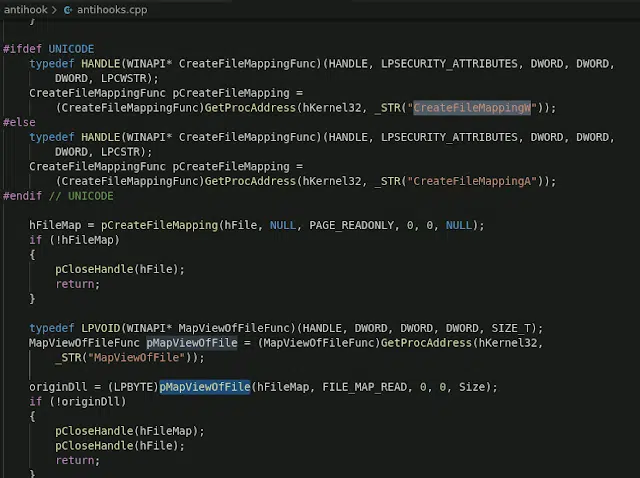 antihook > antihooks.cpp
}
#ifdef UNICODE
typedef HANDLE(WINAPI* CreateFileMappingFunc)(HANDLE, LPSECURITY_ATTRIBUTES, DWORD, DWORD,
DWORD, LPCWSTR);
CreateFileMappingFunc pCreateFileMapping =
(CreateFileMappingFunc)GetProcAddress(hKernel32, _STR("CreateFileMappingW"));
#else
typedef HANDLE(WINAPI* CreateFileMappingFunc)(HANDLE, LPSECURITY_ATTRIBUTES, DWORD, DWORD,
DWORD, LPCSTR);
CreateFileMappingFunc pCreateFileMapping =
(CreateFileMappingFunc)GetProcAddress(hKernel32, _STR("CreateFileMappingA"));
#endif // UNICODE
hFileMap = pCreateFileMapping(hFile, NULL, PAGE_READONLY, 0, 0, NULL);
if (!hFileMap)
{
pCloseHandle(hFile);
return;
}
typedef LPVOID(WINAPI* MapViewOfFileFunc)(HANDLE, DWORD, DWORD, DWORD, SIZE_T);
MapViewOfFileFunc pMapViewOfFile = (MapViewOfFileFunc)GetProcAddress(hKernel32,
_STR("MapViewOfFile"));
originDll = (LPBYTE)pMapViewOfFile(hFileMap, FILE_MAP_READ, 0, 0, Size);
if (!originDll)
{
pCloseHandle(hFileMap);
pCloseHandle(hFile);
return;
}